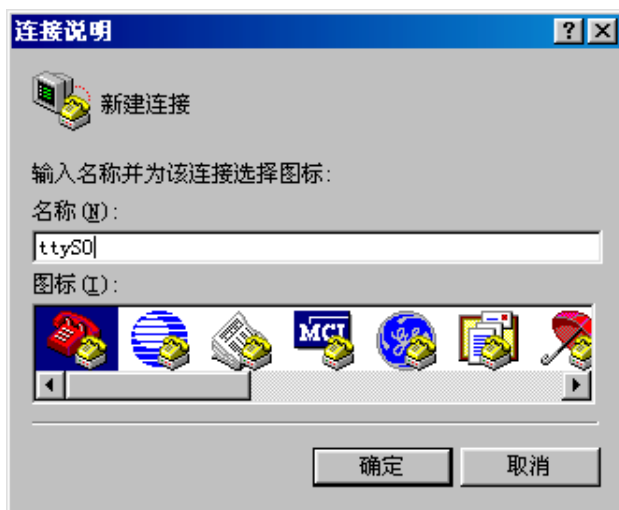 连接说明
新建连接
输入名称并为该连接选择图标:
名称(N):
ttyS0
图标(I):
MCI
确定 取消